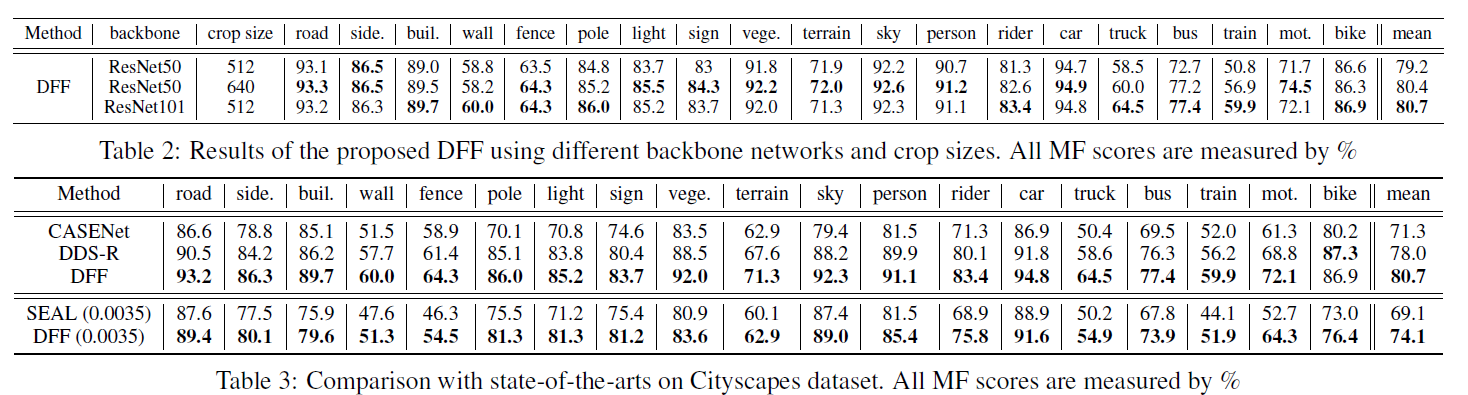 Method backbone crop size road side. buil. wall fence pole light sign vege. terrain sky person rider car truck bus train mot. bike mean
ResNet50 512 93.1 86.5 89.0 58.8 63.5 84.8 83.7 83 91.8 71.9 92.2 90.7 81.3 94.7 58.5 72.7 50.8 71.7 86.6 79.2
DFF ResNet50 640 93.3 86.5 89.5 58.2 64.3 85.2 85.5 84.3 92.2 72.0 92.6 91.2 82.6 94.9 60.0 77.2 56.9 74.5 86.3 80.4
ResNet101 512 93.2 86.3 89.7 60.0 64.3 86.0 85.2 83.7 92.0 71.3 92.3 91.1 83.4 94.8 64.5 77.4 59.9 72.1 86.9 80.7
Table 2: Results of the proposed DFF using different backbone networks and crop sizes. All MF scores are measured by %
Method road side. buil. wall fence pole light sign vege. terrain sky person rider car truck bus train mot. bike mean
CASENet 86.6 78.8 85.1 51.5 58.9 70.1 70.8 74.6 83.5 62.9 79.4 81.5 71.3 86.9 50.4 69.5 52.0 61.3 80.2 71.3
DDS-R 90.5 84.2 86.2 57.7 61.4 85.1 83.8 80.4 88.5 67.6 88.2 89.9 80.1 91.8 58.6 76.3 56.2 68.8 87.3 78.0
DFF 93.2 86.3 89.7 60.0 64.3 86.0 85.2 83.7 92.0 71.3 92.3 91.1 83.4 94.8 64.5 77.4 59.9 72.1 86.9 80.7
SEAL (0.0035) 87.6 77.5 75.9 47.6 46.3 75.5 71.2 75.4 80.9 60.1 87.4 81.5 68.9 88.9 50.2 67.8 44.1 52.7 73.0 69.1
DFF (0.0035) 89.4 80.1 79.6 51.3 54.5 81.3 81.3 81.2 83.6 62.9 89.0 85.4 75.8 91.6 54.9 73.9 51.9 64.3 76.4 74.1
Table 3: Comparison with state-of-the-arts on Cityscapes dataset. All MF scores are measured by %